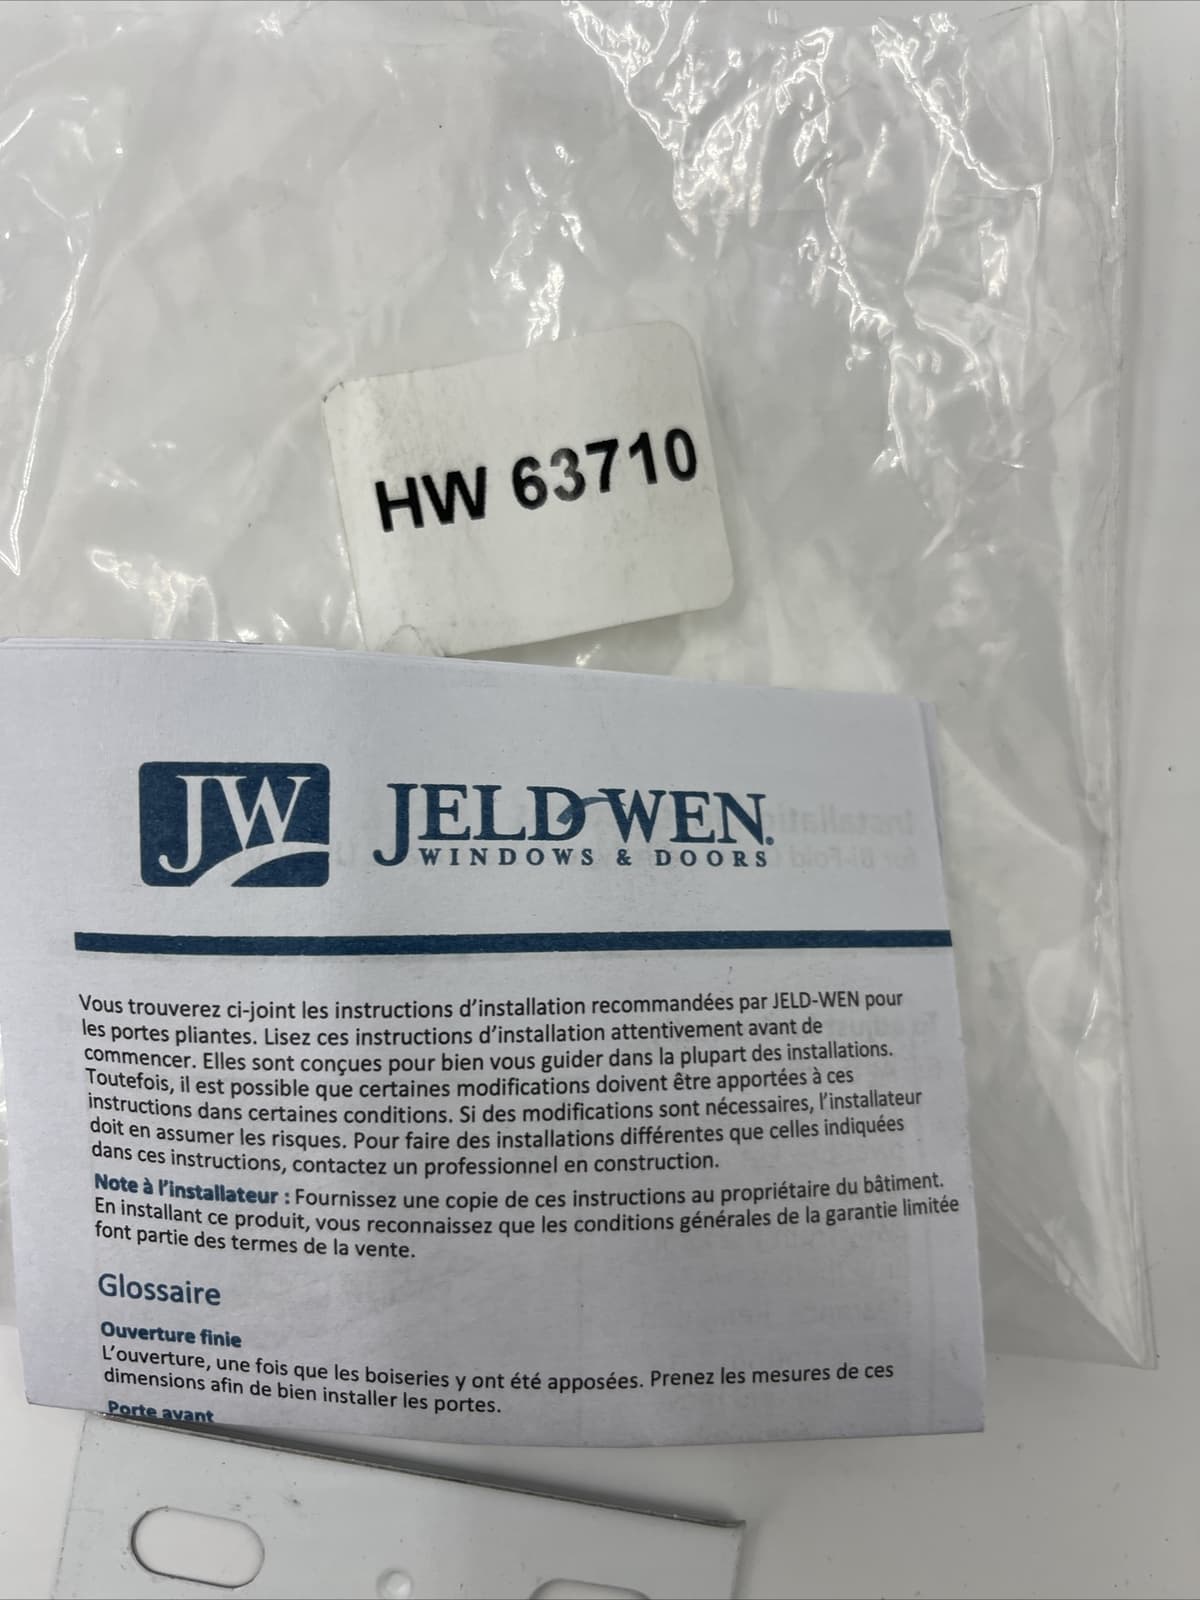 HW 63710
JW
JELD-WEN.
WINDOWS & DOORS
Vous trouverez ci-joint les instructions d'installation recommandées par JELD-WEN pour
les portes pliantes. Lisez ces instructions d'installation attentivement avant de
commencer. Elles sont conçues pour bien vous guider dans la plupart des installations.
Toutefois, il est possible que certaines modifications doivent être apportées à ces
instructions dans certaines conditions. Si des modifications sont nécessaires, l'installateur
doit en assumer les risques. Pour faire des installations différentes que celles indiquées
dans ces instructions, contactez un professionnel en construction.
Note à l'installateur : Fournissez une copie de ces instructions au propriétaire du bâtiment.
En installant ce produit, vous reconnaissez que les conditions générales de la garantie limitée
font partie des termes de la vente.
Glossaire
Ouverture finie
L'ouverture, une fois que les boiseries y ont été apposées. Prenez les mesures de ces
dimensions afin de bien installer les portes.
Porte avant